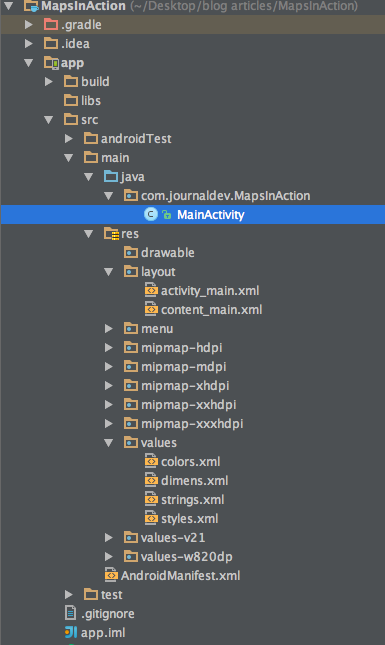 MapsInAction (~/Desktop/blog articles/MapsInAction)
.gradle
.idea
app
build
libs
src
androidTest
main
java
com.journaldev.MapsInAction
C MainActivity
res
drawable
layout
activity_main.xml
content_main.xml
menu
mipmap-hdpi
mipmap-mdpi
mipmap-xhdpi
mipmap-xxhdpi
mipmap-xxxhdpi
values
colors.xml
dimens.xml
strings.xml
styles.xml
values-v21
values-w820dp
AndroidManifest.xml
test
.gitignore
app.iml